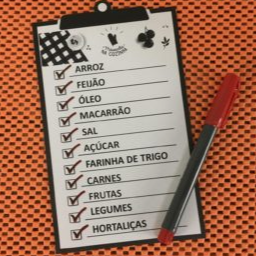 ARROZ
FEIJÃO
ÓLEO
MACARRÃO
SAL
AÇÚCAR
FARINHA DE TRIGO
CARNES
FRUTAS
LEGUMES
HORTALIÇAS